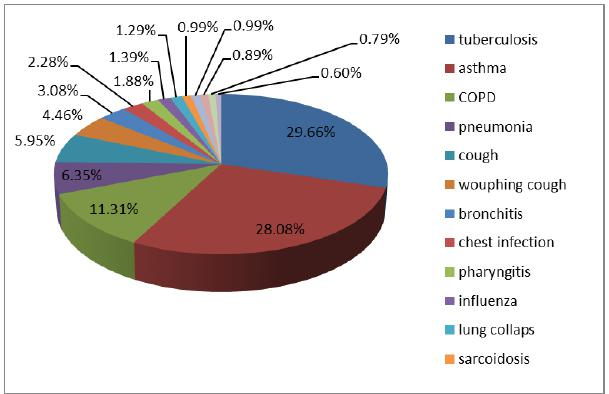 1.29%
0.99%
0.99%
1.39%
0.89%
0.79%
2.28%
1.88%
0.60%
3.08%
4.46%
5.95%
6.35%
11.31%
29.66%
28.08%
tuberculosis
asthma
COPD
pneumonia
cough
wouphing cough
bronchitis
chest infection
pharyngitis
influenza
lung collaps
sarcoidosis